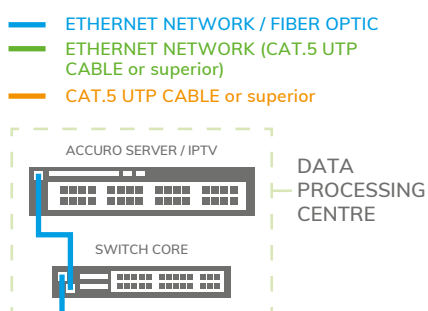 ETHERNET NETWORK / FIBER OPTIC
ETHERNET NETWORK (CAT.5 UTP
CABLE or superior)
CAT.5 UTP CABLE or superior
ACCURO SERVER / IPTV
DATA
PROCESSING
CENTRE
SWITCH CORE